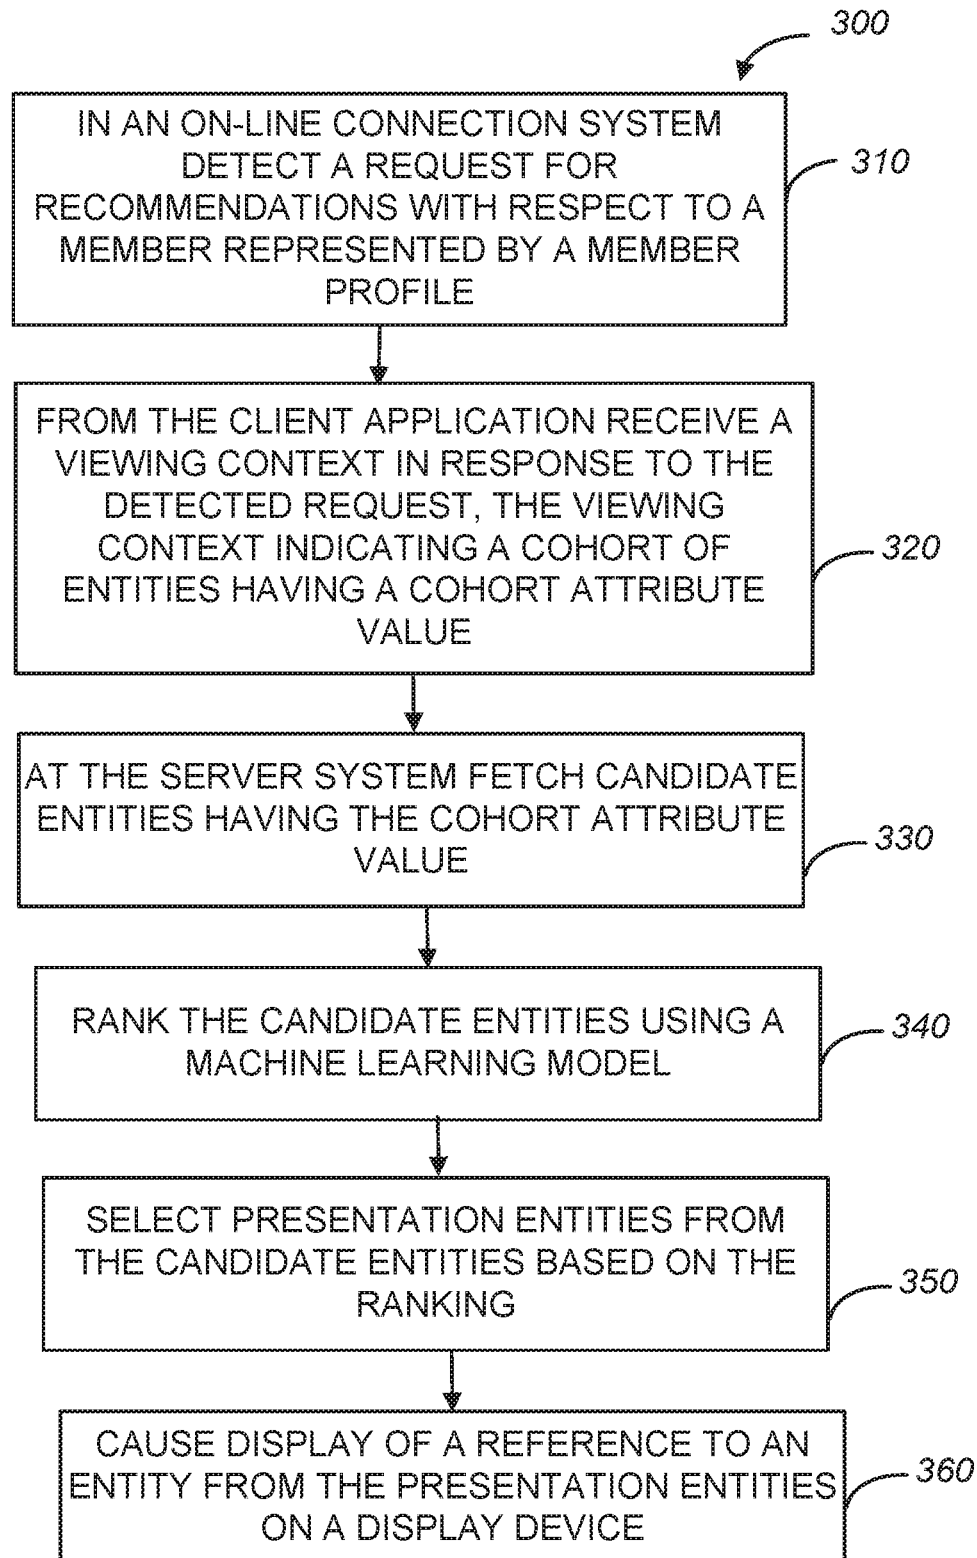 300
IN AN ON-LINE CONNECTION SYSTEM
DETECT A REQUEST FOR
RECOMMENDATIONS WITH RESPECT TO A
MEMBER REPRESENTED BY A MEMBER
PROFILE
310
FROM THE CLIENT APPLICATION RECEIVE A
VIEWING CONTEXT IN RESPONSE TO THE
DETECTED REQUEST, THE VIEWING
CONTEXT INDICATING A COHORT OF
ENTITIES HAVING A COHORT ATTRIBUTE
VALUE
320
AT THE SERVER SYSTEM FETCH CANDIDATE
ENTITIES HAVING THE COHORT ATTRIBUTE
VALUE
330
RANK THE CANDIDATE ENTITIES USING A
MACHINE LEARNING MODEL
340
SELECT PRESENTATION ENTITIES FROM
THE CANDIDATE ENTITIES BASED ON THE
RANKING
350
CAUSE DISPLAY OF A REFERENCE TO AN
ENTITY FROM THE PRESENTATION ENTITIES
ON A DISPLAY DEVICE
360